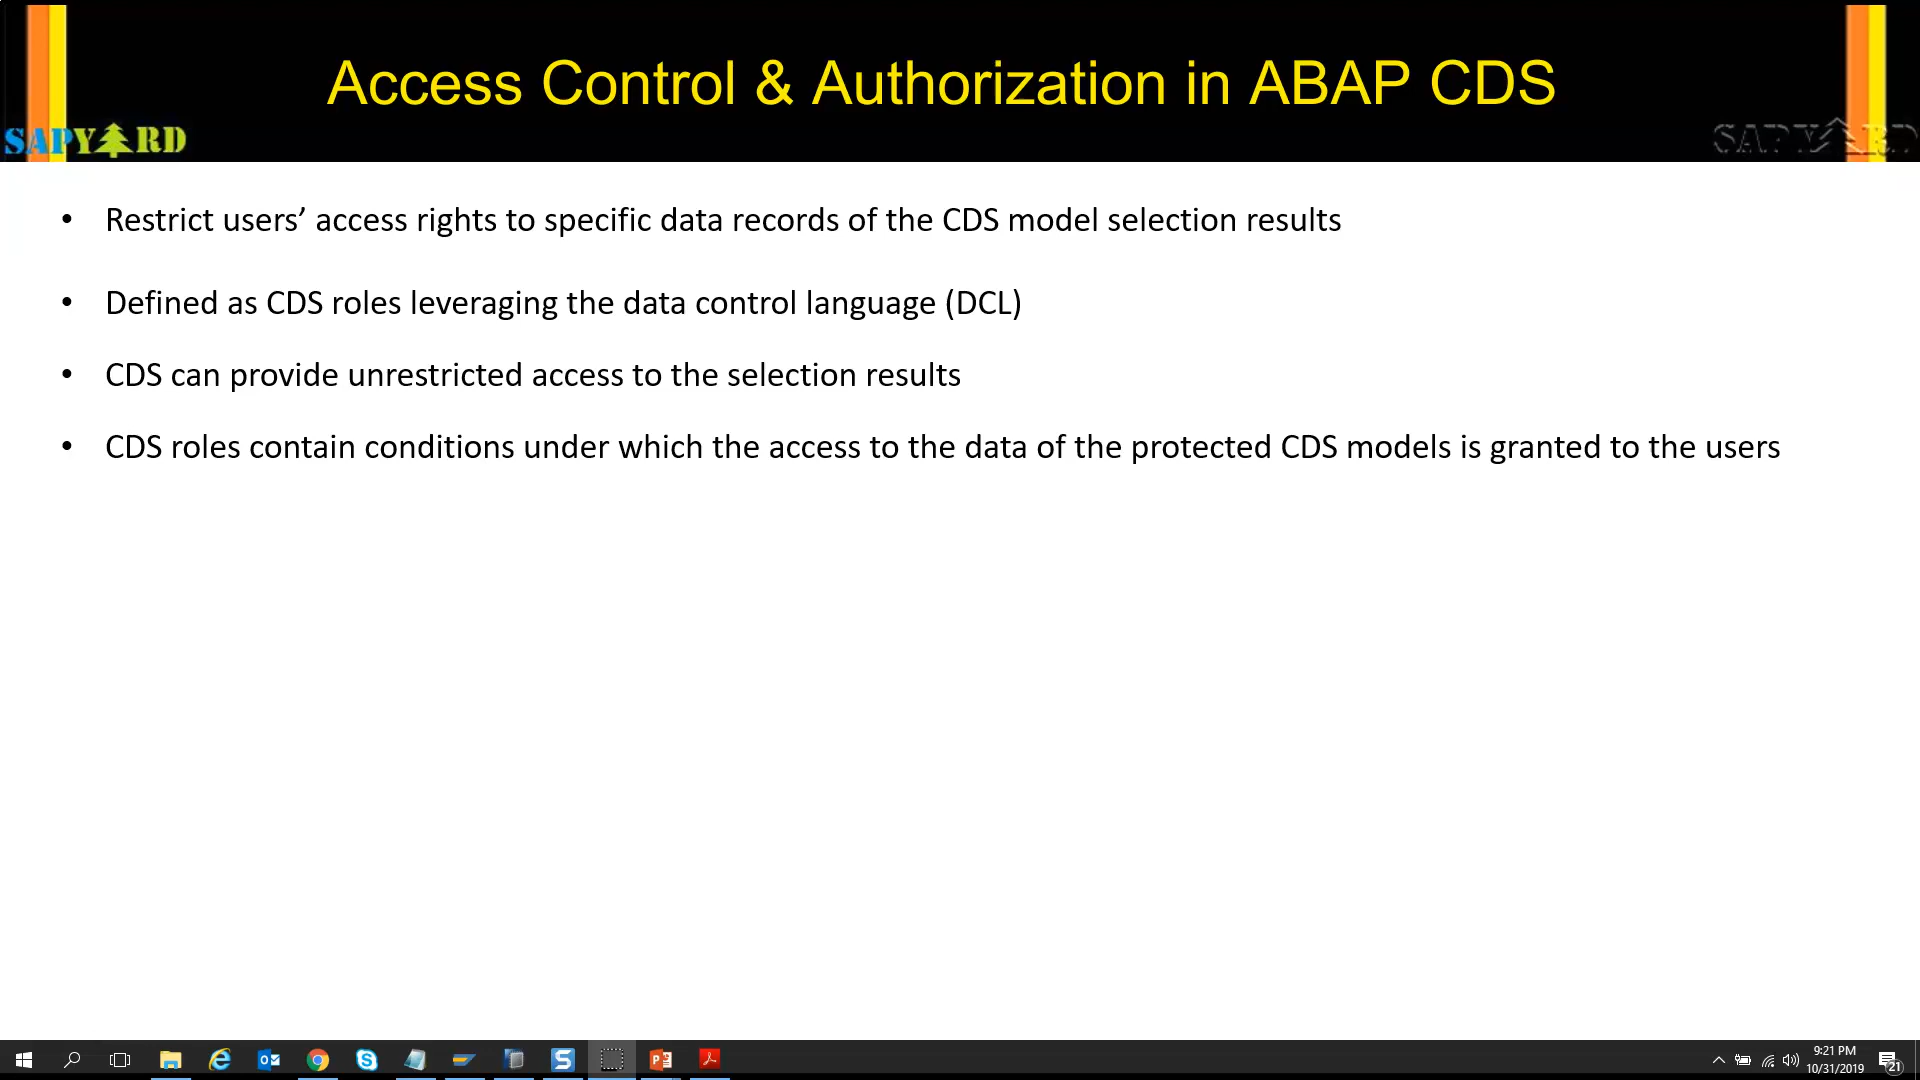 Access Control & Authorization in ABAP CDS
SAPYARD
SAPYARD
• Restrict users’ access rights to specific data records of the CDS model selection results
• Defined as CDS roles leveraging the data control language (DCL)
• CDS can provide unrestricted access to the selection results
• CDS roles contain conditions under which the access to the data of the protected CDS models is granted to the users
9:21 PM
10/31/2019
21